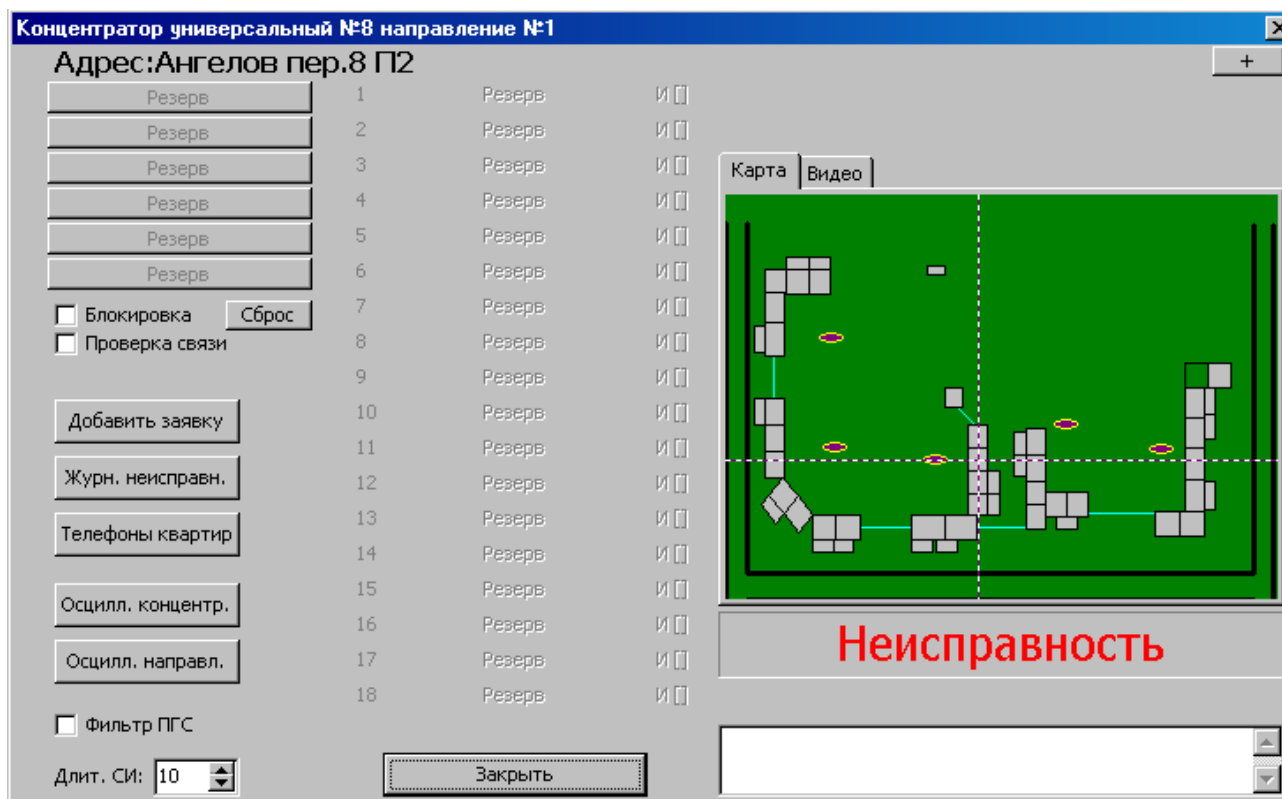 Концентратор универсальный №8 направление №1
Адрес:Ангелов пер.8 П2
+
Резерв
Резерв
Резерв
Резерв
Резерв
Резерв
Блокировка
Сброс
Проверка связи
Добавить заявку
Журн. неисправн.
Телефоны квартир
Осцилл. концентр.
Осцилл. направл.
Фильтр ПГС
Длит. СИ: 10
1 Резерв И []
2 Резерв И []
3 Резерв И []
4 Резерв И []
5 Резерв И []
6 Резерв И []
7 Резерв И []
8 Резерв И []
9 Резерв И []
10 Резерв И []
11 Резерв И []
12 Резерв И []
13 Резерв И []
14 Резерв И []
15 Резерв И []
16 Резерв И []
17 Резерв И []
18 Резерв И []
Закрыть
Карта Видео
Неисправность